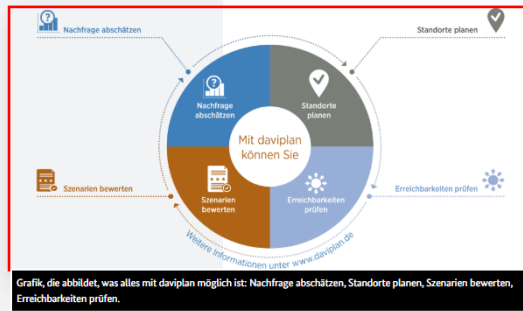 Nachfrage abschätzen
Standorte planen
Nachfrage
abschätzen
Standorte
planen
Mit daviplan
können Sie
Szenarien bewerten
Szenarien
bewerten
Erreichbarkeiten
prüfen
Erreichbarkeiten prüfen
Weitere Informationen unter www.daviplan.de
Grafik, die abbildet, was alles mit daviplan möglich ist: Nachfrage abschätzen, Standorte planen, Szenarien bewerten,
Erreichbarkeiten prüfen.